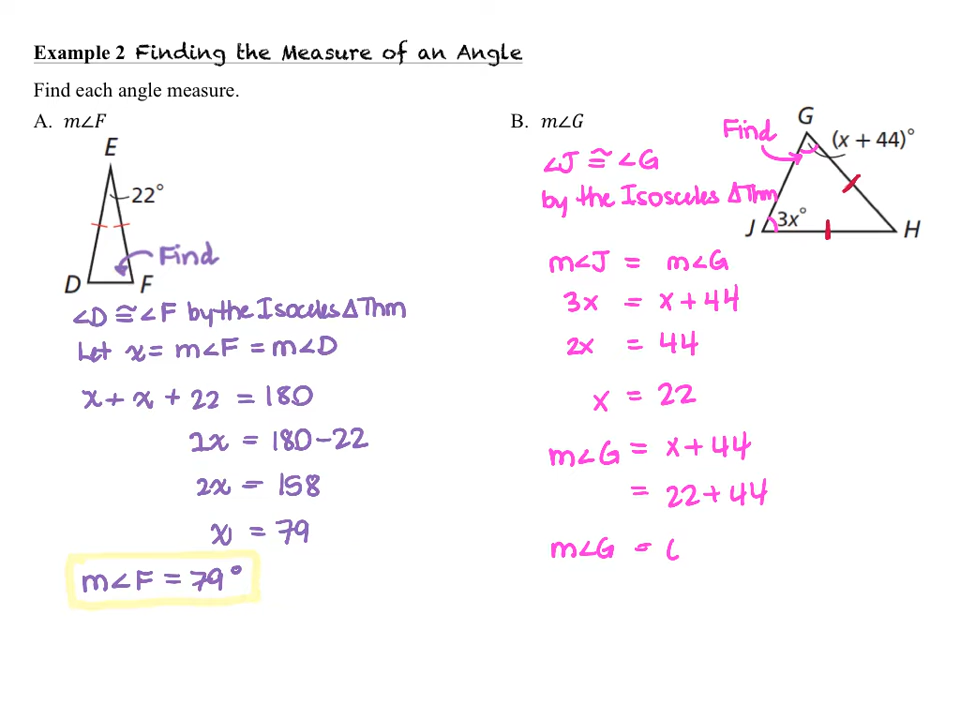 Example 2 Finding the Measure of an Angle
Find each angle measure.
A. m∠F
E
22°
Find
D
F
∠D ≅ ∠F by the Isoceles Δ Thm
Let x = m∠F = m∠D
x + x + 22 = 180
2x = 180 - 22
2x = 158
x = 79
m∠F = 79°
B. m∠G
G
Find
(x + 44)°
J
3x°
H
∠J ≅ ∠G
by the Isosceles Δ Thm
m∠J = m∠G
3x = x + 44
2x = 44
x = 22
m∠G = x + 44
= 22 + 44
m∠G =